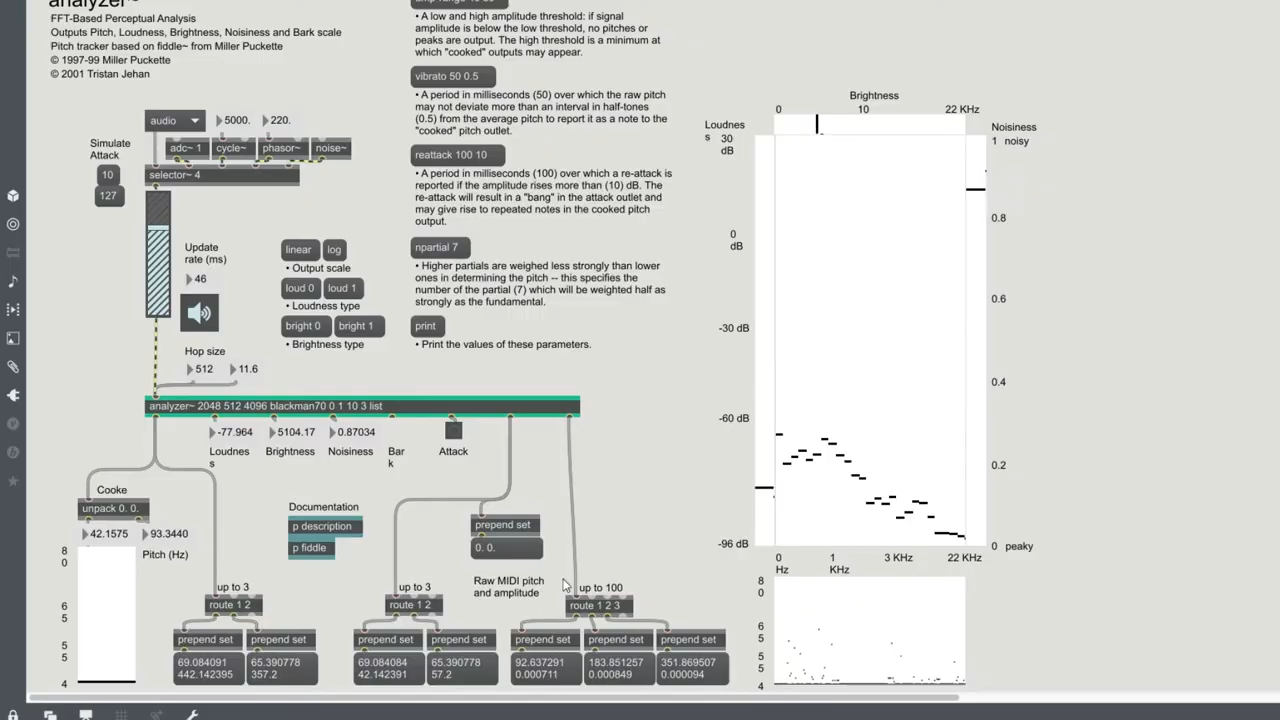 analyzer~
FFT-Based Perceptual Analysis
Outputs Pitch, Loudness, Brightness, Noisiness and Bark scale
Pitch tracker based on fiddle~ from Miller Puckette
© 1997-99 Miller Puckette
© 2001 Tristan Jehan
audio
5000.
220.
Simulate
Attack
adc~ 1
cycle~
phasor~
noise~
10
selector~ 4
127
Update
rate (ms)
46
linear
log
• Output scale
loud 0
loud 1
• Loudness type
bright 0
bright 1
• Brightness type
Hop size
512
11.6
• A low and high amplitude threshold: if signal
amplitude is below the low threshold, no pitches or
peaks are output. The high threshold is a minimum at
which "cooked" outputs may appear.
vibrato 50 0.5
• A period in milliseconds (50) over which the raw pitch
may not deviate more than an interval in half-tones
(0.5) from the average pitch to report it as a note to the
"cooked" pitch outlet.
reattack 100 10
• A period in milliseconds (100) over which a re-attack is
reported if the amplitude rises more than (10) dB. The
re-attack will result in a "bang" in the attack outlet and
may give rise to repeated notes in the cooked pitch
output.
npartial 7
• Higher partials are weighed less strongly than lower
ones in determining the pitch -- this specifies the
number of the partial (7) which will be weighted half as
strongly as the fundamental.
print
• Print the values of these parameters.
analyzer~ 2048 512 4096 blackman70 0 1 10 3 list
-77.964
5104.17
0.87034
Loudnes
s
Brightness
Noisiness
Bar
k
Attack
Cooke
unpack 0. 0.
42.1575
93.3440
Pitch (Hz)
8
0
6
5
5
5
4
Documentation
p description
p fiddle
prepend set
0. 0.
Raw MIDI pitch
and amplitude
up to 3
route 1 2
prepend set
prepend set
69.084091
442.142395
65.390778
357.2
up to 3
route 1 2
prepend set
prepend set
69.084084
42.142391
65.390778
57.2
up to 100
route 1 2 3
prepend set
prepend set
prepend set
92.637291
0.000711
183.851257
0.000849
351.869507
0.000094
Brightness
0
10
22 KHz
Loudnes
s
30
dB
0
dB
-30 dB
-60 dB
-96 dB
Noisiness
1 noisy
0.8
0.6
0.4
0.2
0 peaky
0
Hz
1
KHz
3 KHz
22 KHz
8
0
6
5
5
5
4